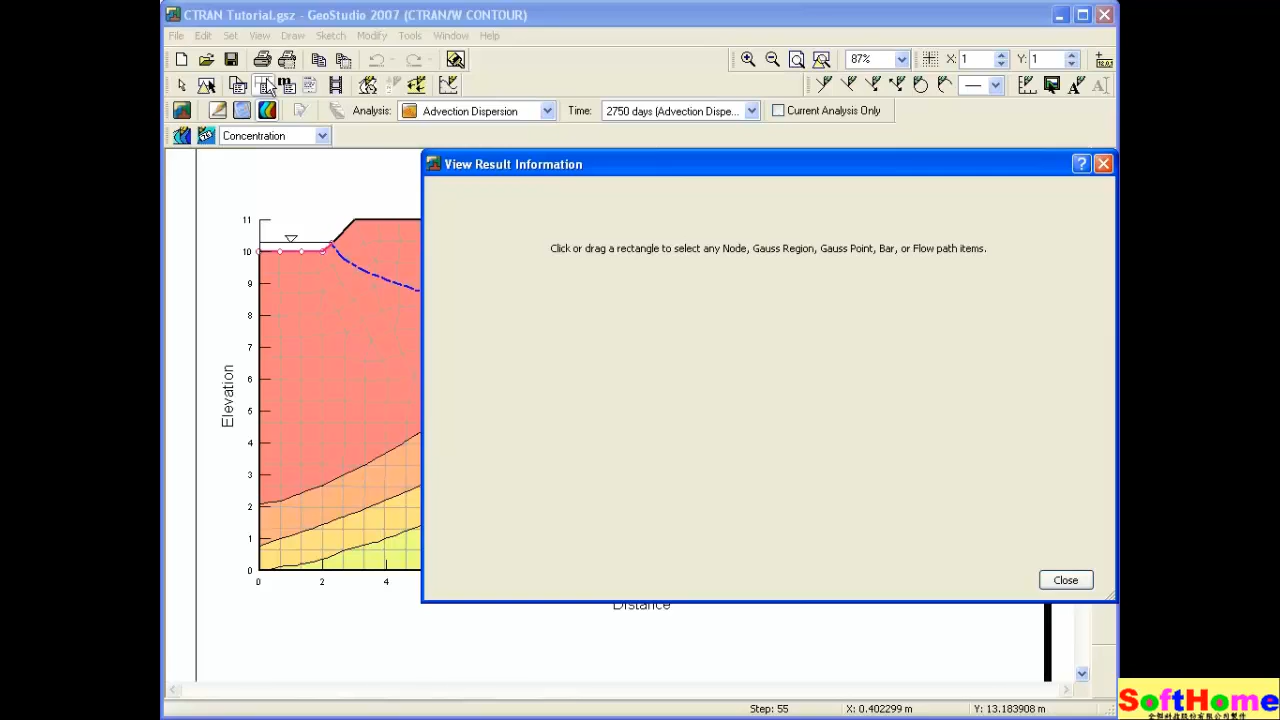 CTRAN Tutorial.gsz - GeoStudio 2007 (CTRAN/W CONTOUR)
File Edit Set View Draw Sketch Modify Tools Window Help
87% X: 1 Y: 1
Analysis: Advection Dispersion Time: 2750 days (Advection Dispe... Current Analysis Only
Concentration
View Result Information
Click or drag a rectangle to select any Node, Gauss Region, Gauss Point, Bar, or Flow path items.
Close
11
10
9
8
7
6
5
4
3
2
1
0
Elevation
0 2 4
Distance
Step: 55 X: 0.402299 m Y: 13.183908 m
SoftHome